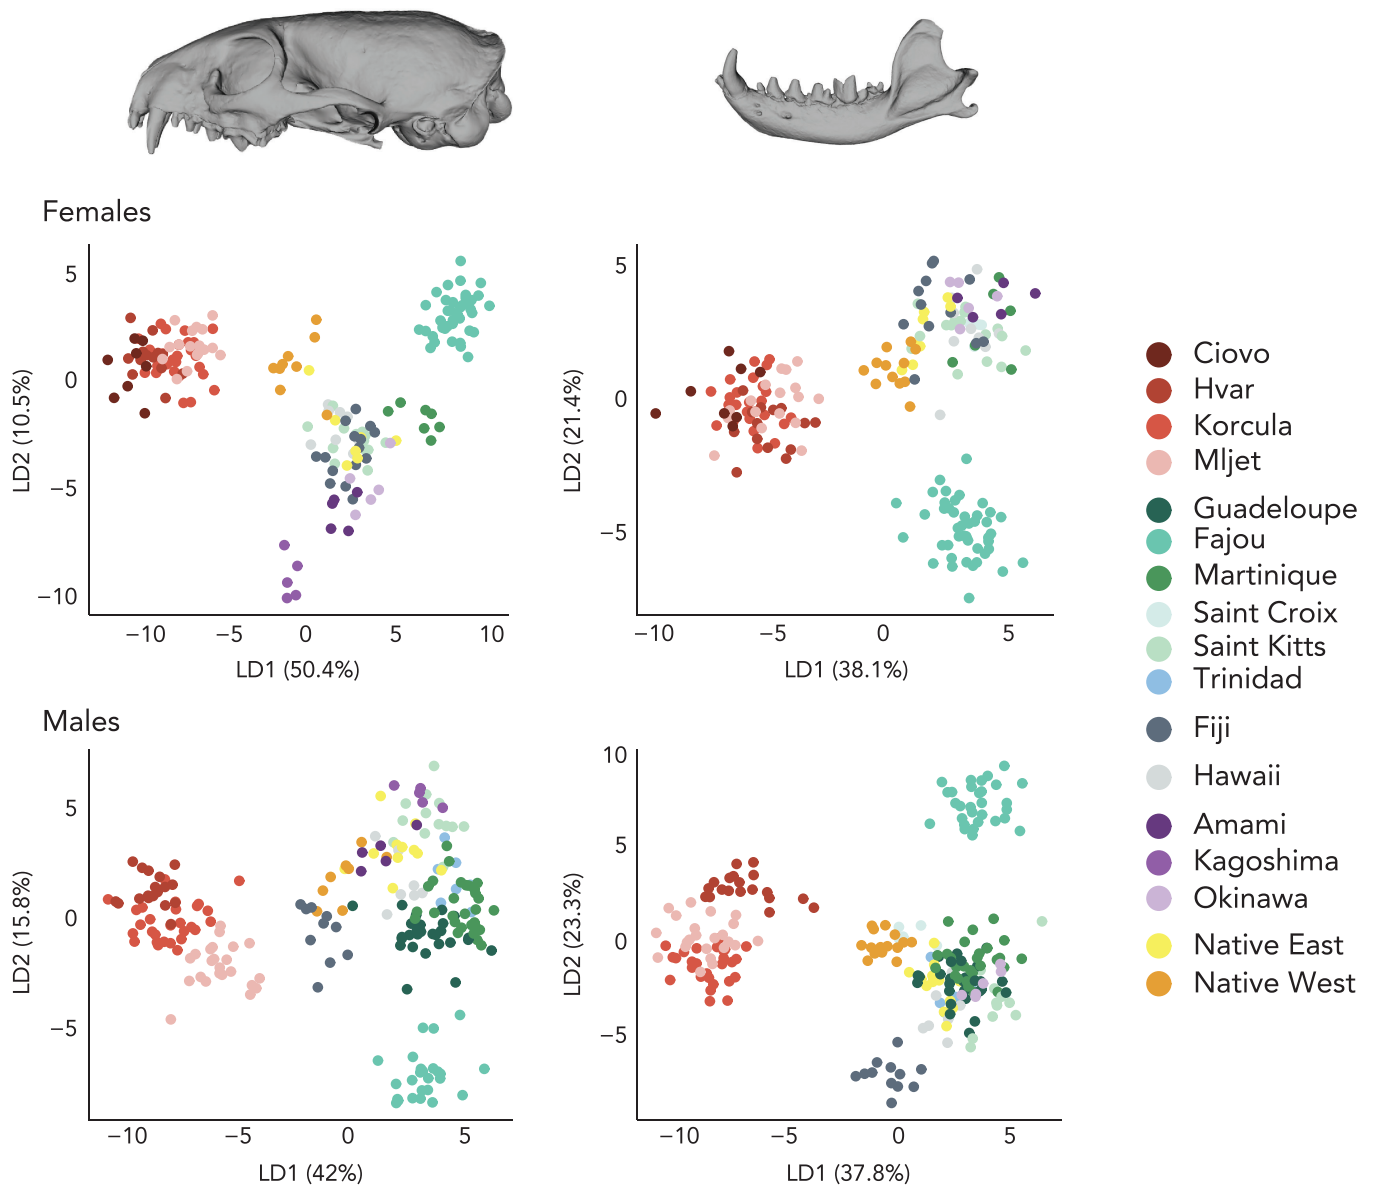 Females
5
0
−5
−10
LD2 (10.5%)
−10 −5 0 5 10
LD1 (50.4%)
5
0
−5
LD2 (21.4%)
−10 −5 0 5
LD1 (38.1%)
Males
5
0
−5
LD2 (15.8%)
−10 −5 0 5
LD1 (42%)
10
5
0
−5
LD2 (23.3%)
−10 −5 0 5
LD1 (37.8%)
Ciovo
Hvar
Korcula
Mljet
Guadeloupe
Fajou
Martinique
Saint Croix
Saint Kitts
Trinidad
Fiji
Hawaii
Amami
Kagoshima
Okinawa
Native East
Native West